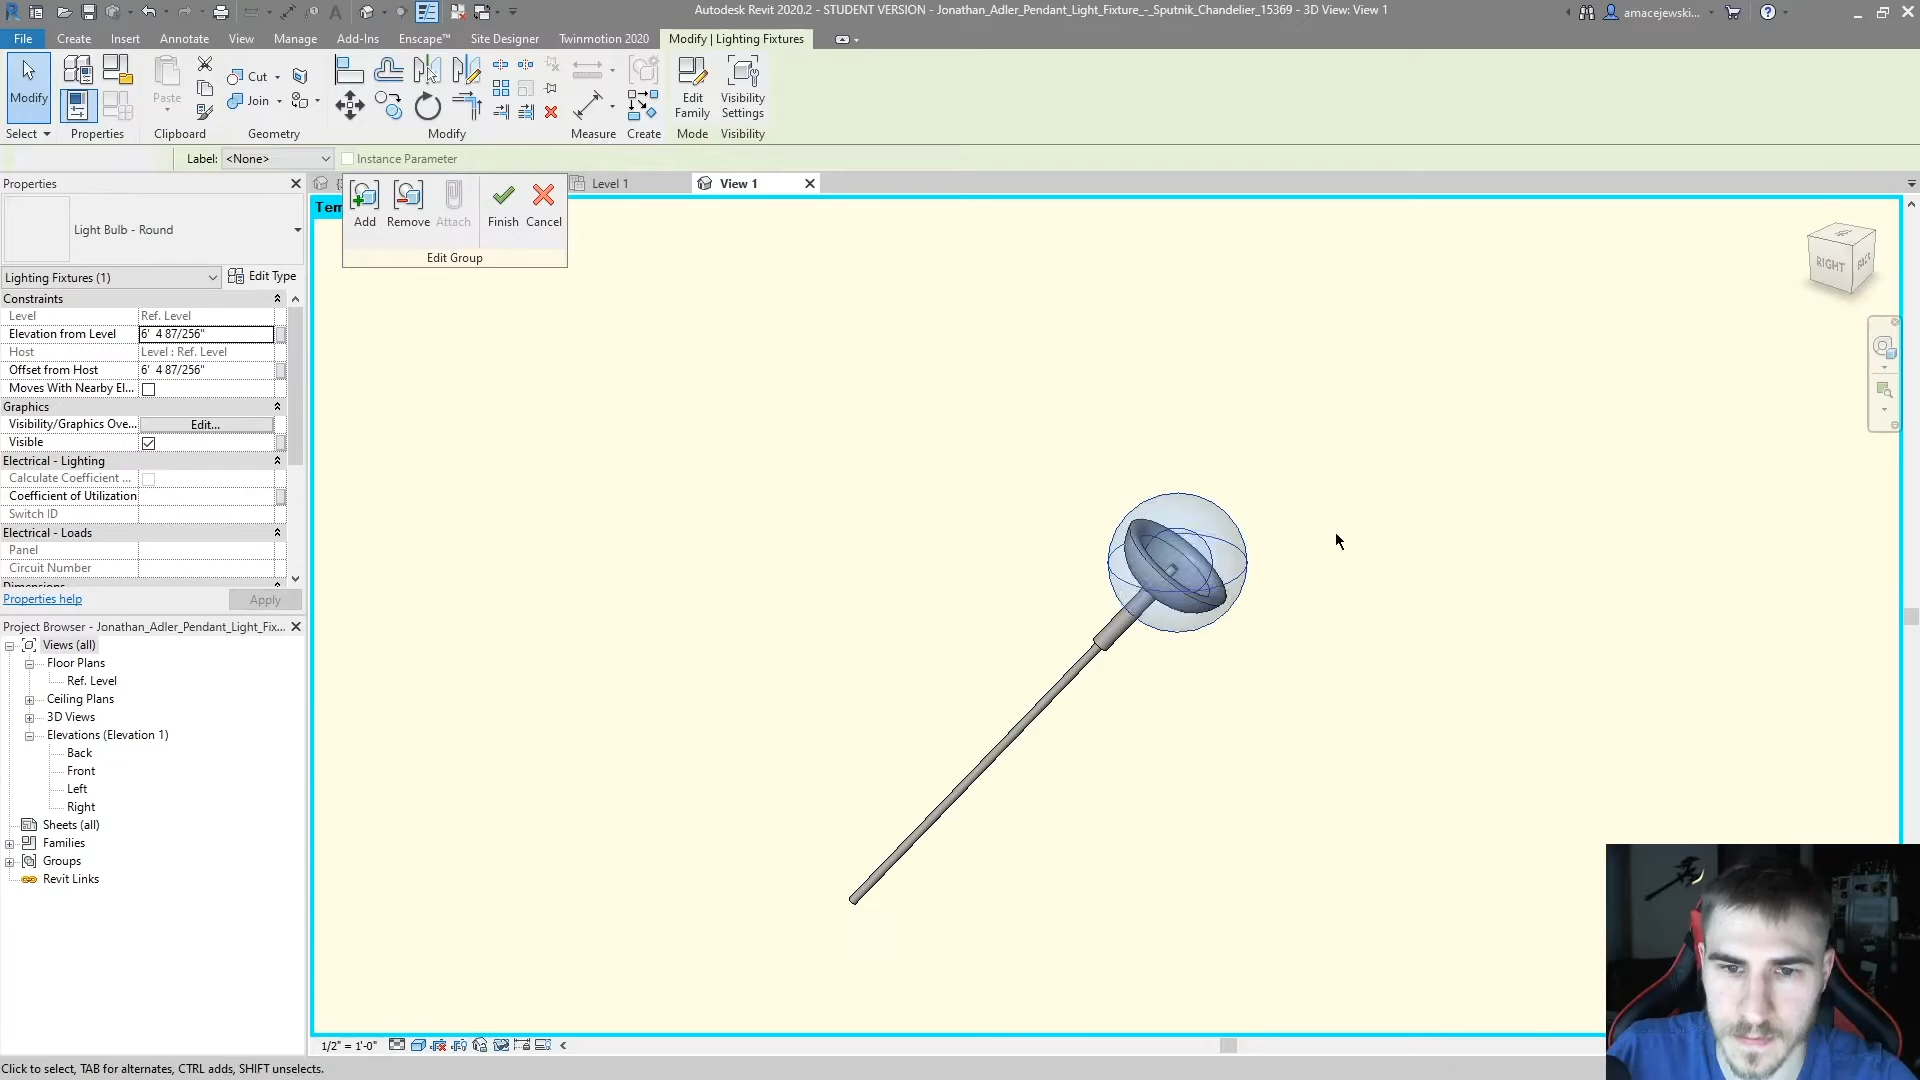 Autodesk Revit 2020.2 - STUDENT VERSION - Jonathan_Adler_Pendant_Light_Fixture_-_Sputnik_Chandelier_15369 - 3D View: View 1
amacejewski...
File Create Insert Annotate View Manage Add-Ins Enscape™ Site Designer Twinmotion 2020 Modify | Lighting Fixtures
Modify
Paste
Cut
Join
Edit Family
Visibility Settings
Select Properties Clipboard Geometry Modify Measure Create Mode Visibility
Label: <None> Instance Parameter
Properties
Level 1
View 1
Tem
Add Remove Attach Finish Cancel
Edit Group
Light Bulb - Round
Lighting Fixtures (1) Edit Type
Constraints
Level Ref. Level
Elevation from Level 6' 4 87/256"
Host Level : Ref. Level
Offset from Host 6' 4 87/256"
Moves With Nearby El...
Graphics
Visibility/Graphics Ove... Edit...
Visible
Electrical - Lighting
Calculate Coefficient ...
Coefficient of Utilization
Switch ID
Electrical - Loads
Panel
Circuit Number
Dimensions
Properties help Apply
Project Browser - Jonathan_Adler_Pendant_Light_Fix...
Views (all)
Floor Plans
Ref. Level
Ceiling Plans
3D Views
Elevations (Elevation 1)
Back
Front
Left
Right
Sheets (all)
Families
Groups
Revit Links
RIGHT BACK
1/2" = 1'-0"
Click to select, TAB for alternates, CTRL adds, SHIFT unselects.